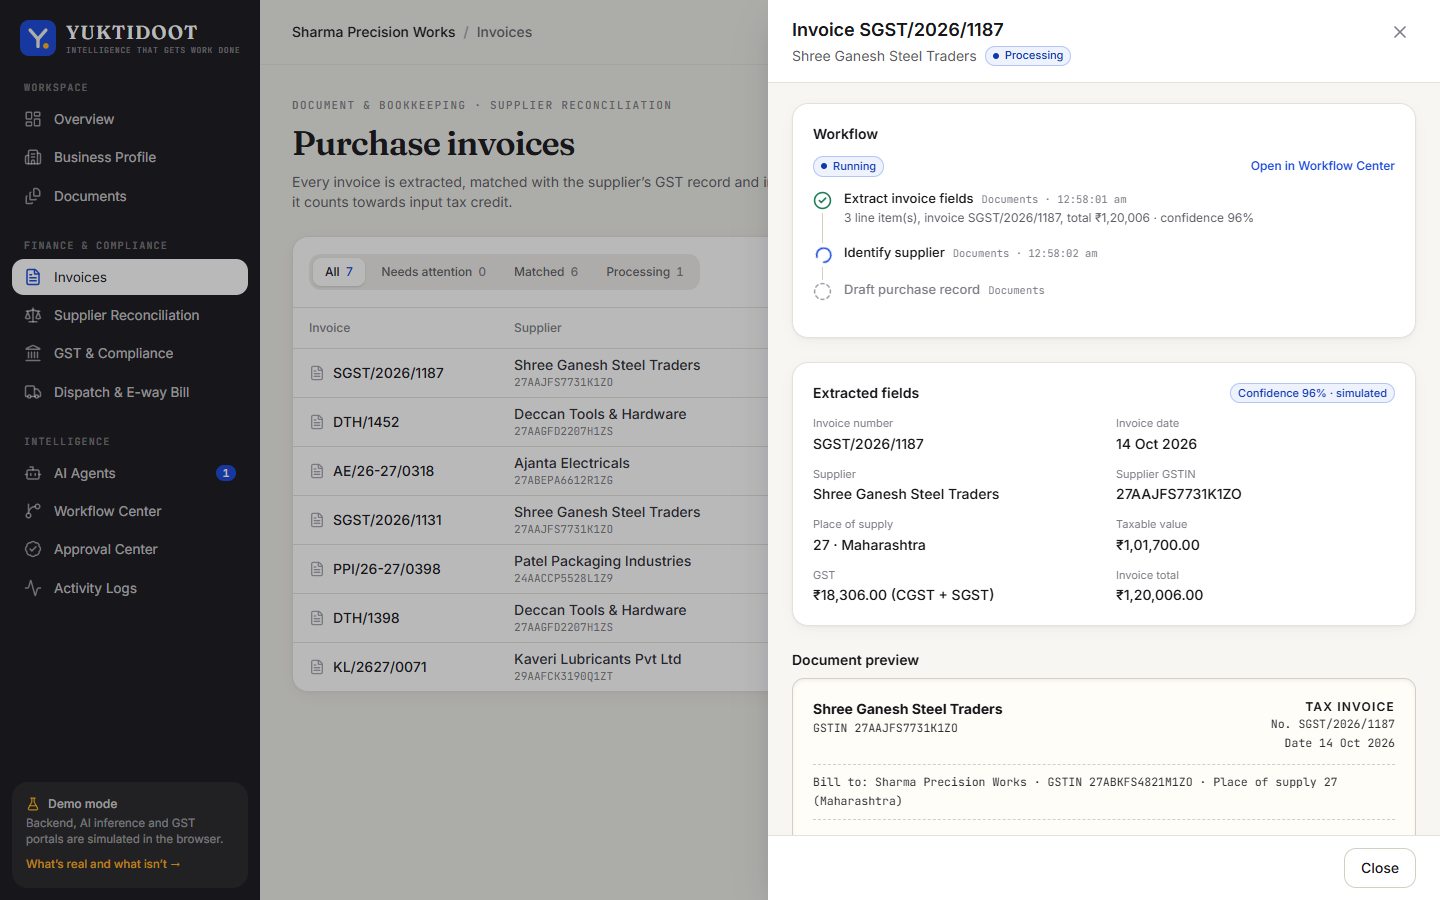 YUKTIDOOT
INTELLIGENCE THAT GETS WORK DONE
WORKSPACE
Overview
Business Profile
Documents
FINANCE & COMPLIANCE
Invoices
Supplier Reconciliation
GST & Compliance
Dispatch & E-way Bill
INTELLIGENCE
AI Agents 1
Workflow Center
Approval Center
Activity Logs
Demo mode
Backend, AI inference and GST
portals are simulated in the browser.
What's real and what isn't →
Sharma Precision Works / Invoices
DOCUMENT & BOOKKEEPING · SUPPLIER RECONCILIATION
Purchase invoices
Every invoice is extracted, matched with the supplier's GST record and
it counts towards input tax credit.
All 7 Needs attention 0 Matched 6 Processing 1
Invoice Supplier
SGST/2026/1187 Shree Ganesh Steel Traders
27AAJFS7731K1ZO
DTH/1452 Deccan Tools & Hardware
27AAGFD2207H1ZS
AE/26-27/0318 Ajanta Electricals
27ABEPA6612R1ZG
SGST/2026/1131 Shree Ganesh Steel Traders
27AAJFS7731K1ZO
PPI/26-27/0398 Patel Packaging Industries
24AACCP5528L1Z9
DTH/1398 Deccan Tools & Hardware
27AAGFD2207H1ZS
KL/2627/0071 Kaveri Lubricants Pvt Ltd
29AAFCK3190Q1ZT
Invoice SGST/2026/1187
Shree Ganesh Steel Traders Processing
Workflow
Running Open in Workflow Center
Extract invoice fields Documents · 12:58:01 am
3 line item(s), invoice SGST/2026/1187, total ₹1,20,006 · confidence 96%
Identify supplier Documents · 12:58:02 am
Draft purchase record Documents
Extracted fields Confidence 96% · simulated
Invoice number Invoice date
SGST/2026/1187 14 Oct 2026
Supplier Supplier GSTIN
Shree Ganesh Steel Traders 27AAJFS7731K1ZO
Place of supply Taxable value
27 · Maharashtra ₹1,01,700.00
GST Invoice total
₹18,306.00 (CGST + SGST) ₹1,20,006.00
Document preview
Shree Ganesh Steel Traders TAX INVOICE
GSTIN 27AAJFS7731K1ZO No. SGST/2026/1187
Date 14 Oct 2026
Bill to: Sharma Precision Works · GSTIN 27ABKFS4821M1ZO · Place of supply 27
(Maharashtra)
Close